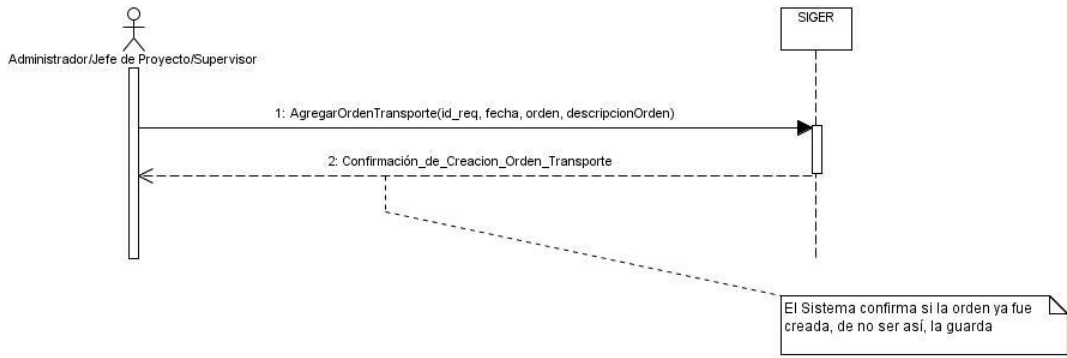 SIGER
Administrador/Jefe de Proyecto/Supervisor
1: AgregarOrdenTransporte(id_req, fecha, orden, descripcionOrden)
2: Confirmación_de_Creacion_Orden_Transporte
El Sistema confirma si la orden ya fue
creada, de no ser así, la guarda